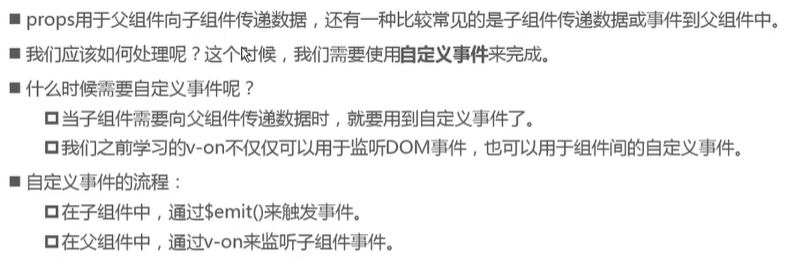 props用于父组件向子组件传递数据，还有一种比较常见的是子组件传递数据或事件到父组件中。
我们应该如何处理呢？这个时候，我们需要使用自定义事件来完成。
什么时候需要自定义事件呢？
当子组件需要向父组件传递数据时，就要用到自定义事件了。
我们之前学习的v-on不仅仅可以用于监听DOM事件，也可以用于组件间的自定义事件。
自定义事件的流程：
在子组件中，通过$emit()来触发事件。
在父组件中，通过v-on来监听子组件事件。